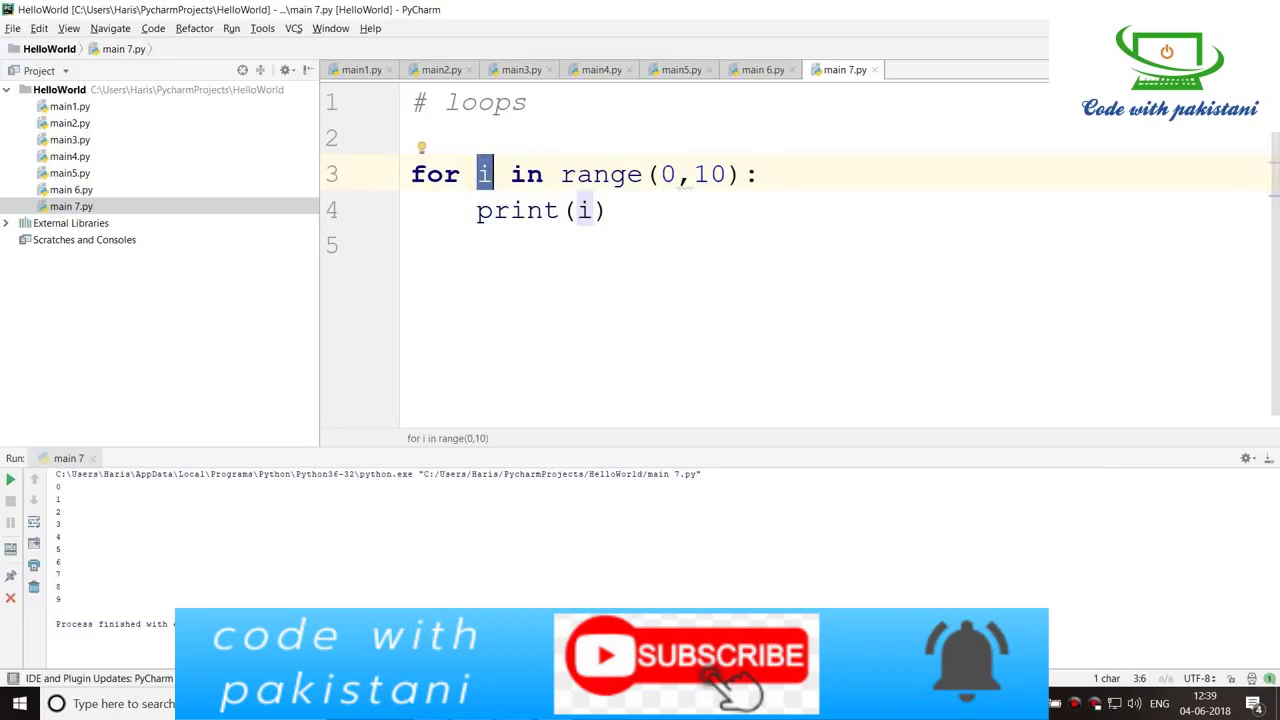 HelloWorld [C:\Users\Haris\PycharmProjects\HelloWorld] - ...\main 7.py [HelloWorld] - PyCharm
File Edit View Navigate Code Refactor Run Tools VCS Window Help
HelloWorld main 7.py
Project
main1.py main2.py main3.py main4.py main5.py main 6.py main 7.py
HelloWorld C:\Users\Haris\PycharmProjects\HelloWorld
main1.py
main2.py
main3.py
main4.py
main5.py
main 6.py
main 7.py
External Libraries
Scratches and Consoles
Code with pakistani
1 # loops
2
3 for i in range(0,10):
4 print(i)
5
for i in range(0,10)
Run: main 7
C:\Users\Haris\AppData\Local\Programs\Python\Python36-32\python.exe "C:/Users/Haris/PycharmProjects/HelloWorld/main 7.py"
0
1
2
3
4
5
6
7
8
9
Process finished with
code with
pakistani
SUBSCRIBE
IDE and Plugin Updates: PyCharm
1 char 3:6 n/a UTF-8 1
Type here to search
ENG
12:39
04-06-2018
4